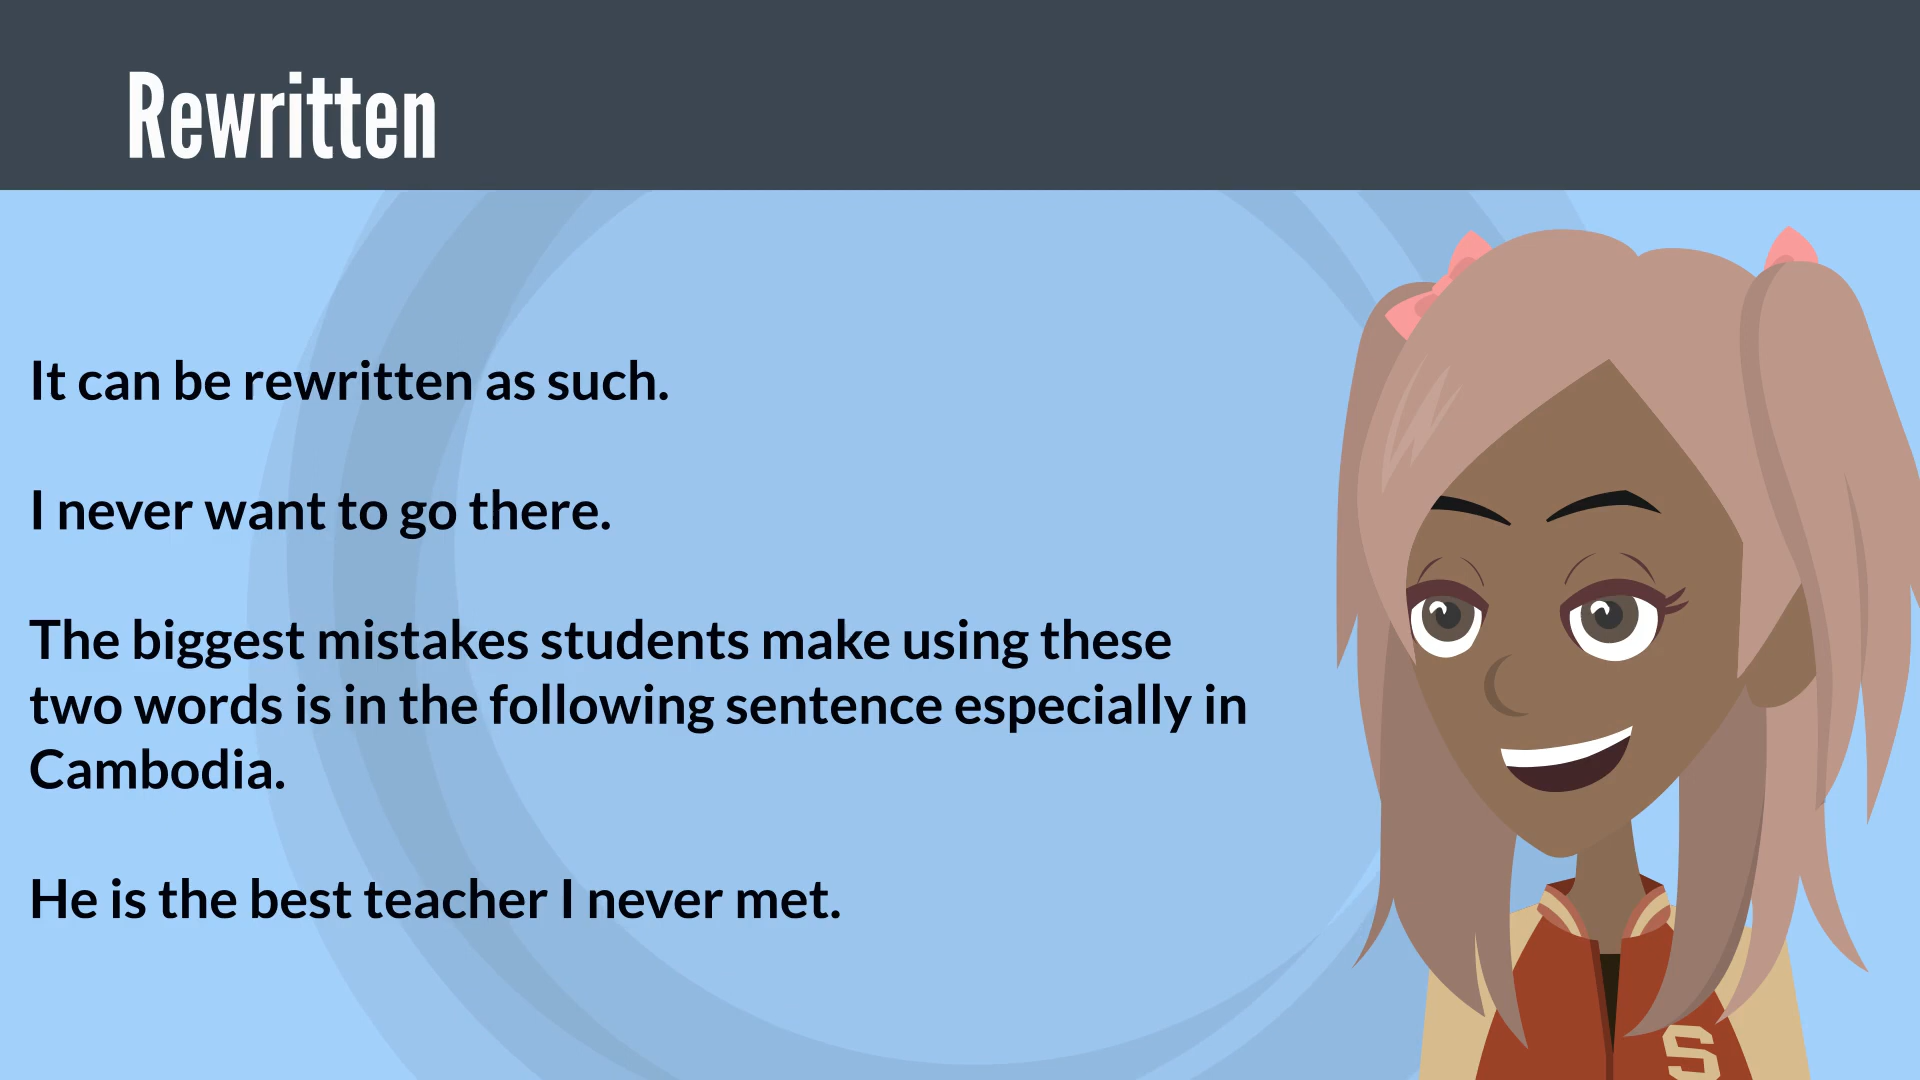 Rewritten
It can be rewritten as such.
I never want to go there.
The biggest mistakes students make using these
two words is in the following sentence especially in
Cambodia.
He is the best teacher I never met.
S